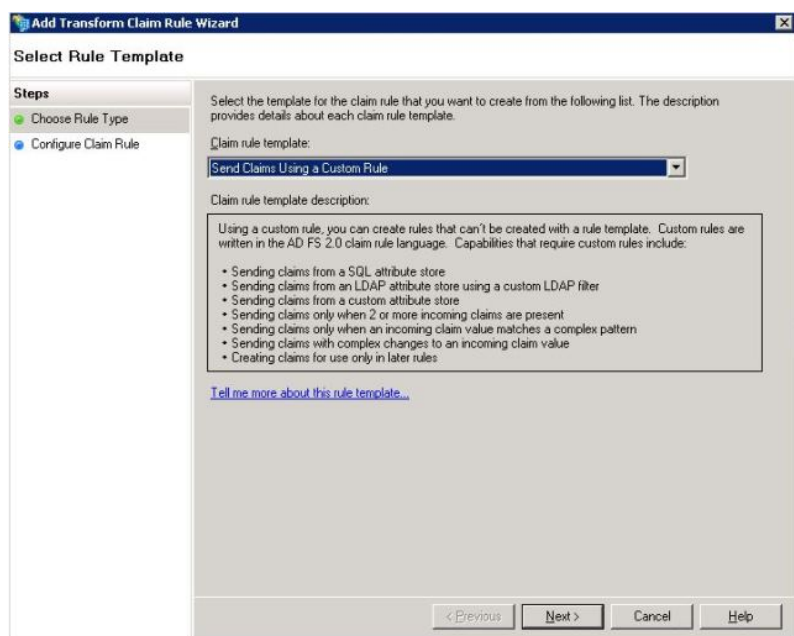 Add Transform Claim Rule Wizard
Select Rule Template
Steps
Choose Rule Type
Configure Claim Rule
Select the template for the claim rule that you want to create from the following list. The description
provides details about each claim rule template.
Claim rule template:
Send Claims Using a Custom Rule
Claim rule template description:
Using a custom rule, you can create rules that can't be created with a rule template. Custom rules are
written in the AD FS 2.0 claim rule language. Capabilities that require custom rules include:
• Sending claims from a SQL attribute store
• Sending claims from an LDAP attribute store using a custom LDAP filter
• Sending claims from a custom attribute store
• Sending claims only when 2 or more incoming claims are present
• Sending claims only when an incoming claim value matches a complex pattern
• Sending claims with complex changes to an incoming claim value
• Creating claims for use only in later rules
Tell me more about this rule template...
< Previous Next > Cancel Help